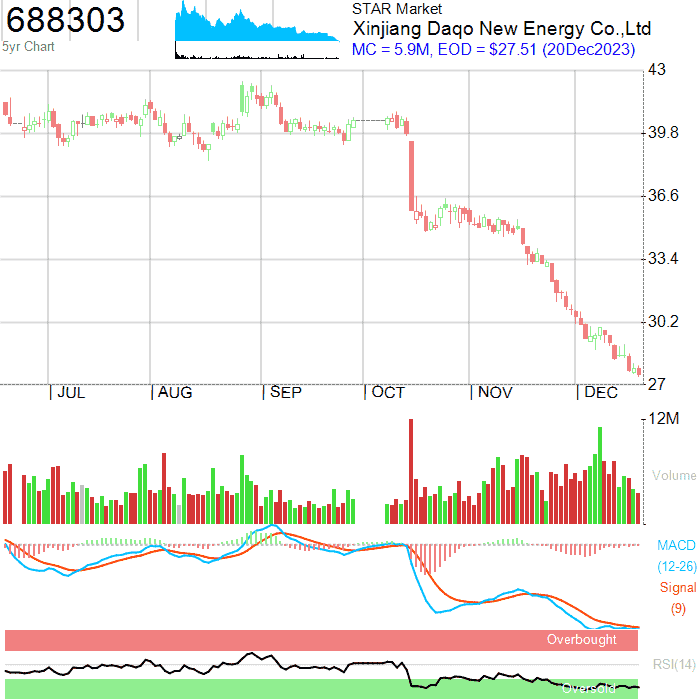 688303
5yr Chart
STAR Market
Xinjiang Daqo New Energy Co.,Ltd
MC = 5.9M, EOD = $27.51 (20Dec2023)
43
39.8
36.6
33.4
30.2
27
JUL AUG SEP OCT NOV DEC
12M
Volume
MACD
(12-26)
Signal
(9)
Overbought
RSI(14)
Oversold